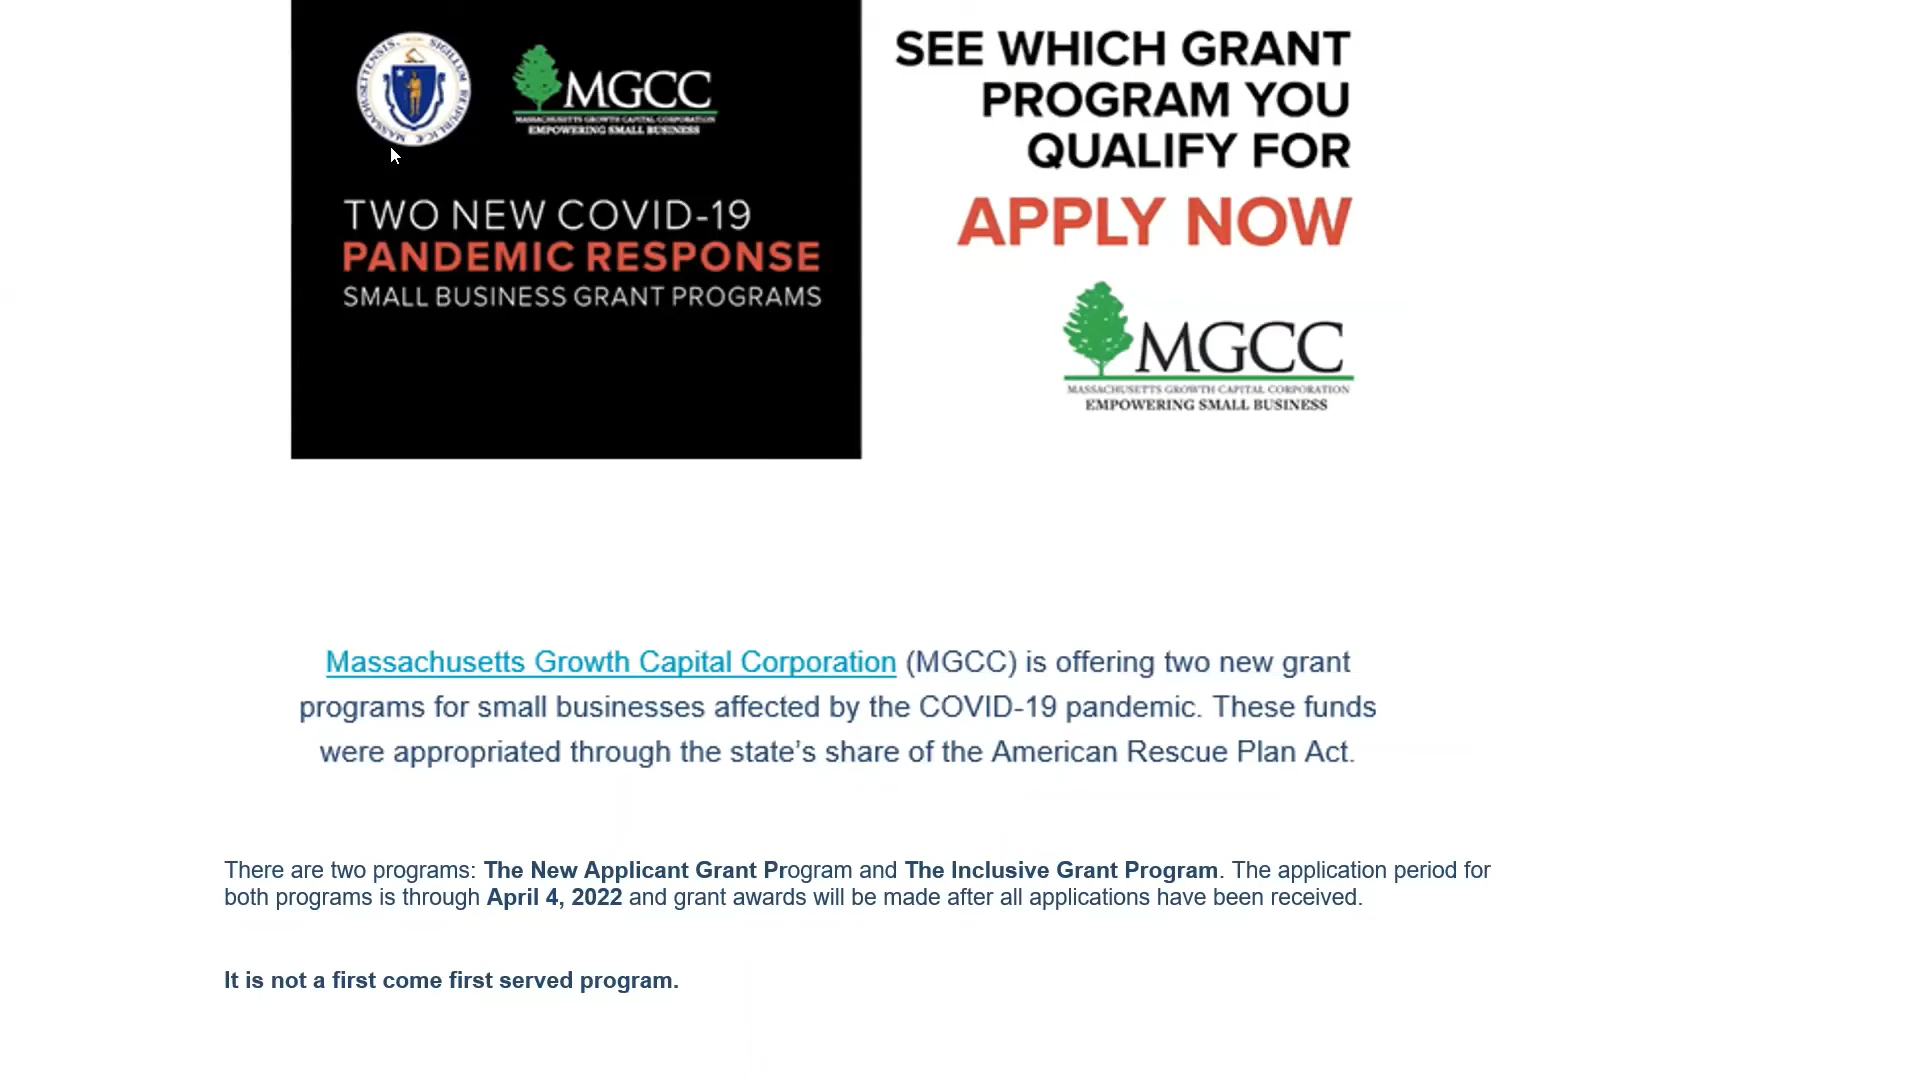 MASSACHUSETTENSIS. SIGILLUM REIPUBLICÆ
MGCC
MASSACHUSETTS GROWTH CAPITAL CORPORATION
EMPOWERING SMALL BUSINESS
TWO NEW COVID-19
PANDEMIC RESPONSE
SMALL BUSINESS GRANT PROGRAMS
SEE WHICH GRANT
PROGRAM YOU
QUALIFY FOR
APPLY NOW
MGCC
MASSACHUSETTS GROWTH CAPITAL CORPORATION
EMPOWERING SMALL BUSINESS
Massachusetts Growth Capital Corporation (MGCC) is offering two new grant
programs for small businesses affected by the COVID-19 pandemic. These funds
were appropriated through the state’s share of the American Rescue Plan Act.
There are two programs: The New Applicant Grant Program and The Inclusive Grant Program. The application period for
both programs is through April 4, 2022 and grant awards will be made after all applications have been received.
It is not a first come first served program.